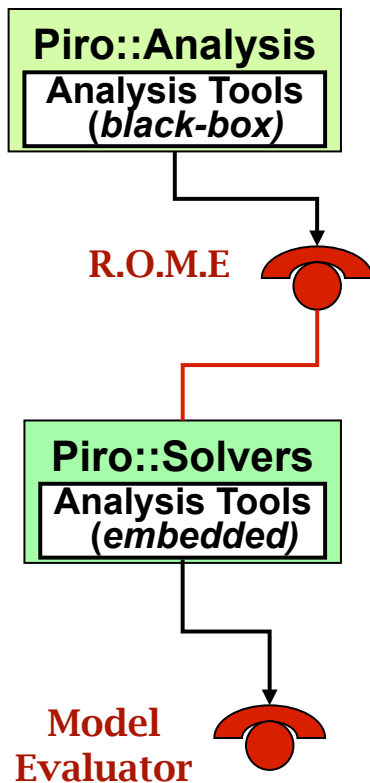 Piro::Analysis
Analysis Tools
(black-box)
R.O.M.E
Piro::Solvers
Analysis Tools
(embedded)
Model
Evaluator